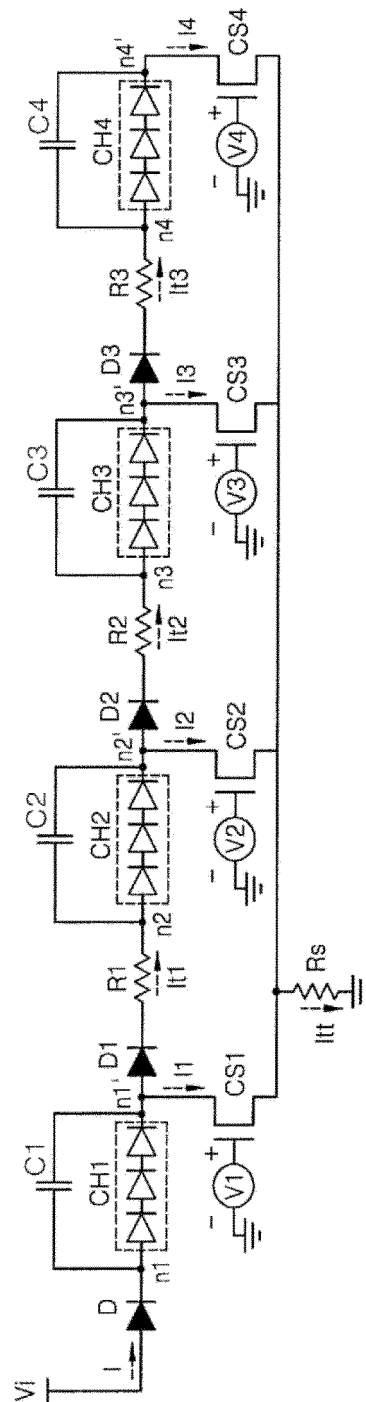 Vi
I
D
n1
C1
CH1
n1'
I1
CS1
V1
+
-
D1
R1
It1
Rs
Itt
n2
C2
CH2
n2'
I2
CS2
V2
+
-
D2
R2
It2
n3
C3
CH3
n3'
I3
CS3
V3
+
-
D3
R3
It3
n4
C4
CH4
n4'
I4
CS4
V4
+
-